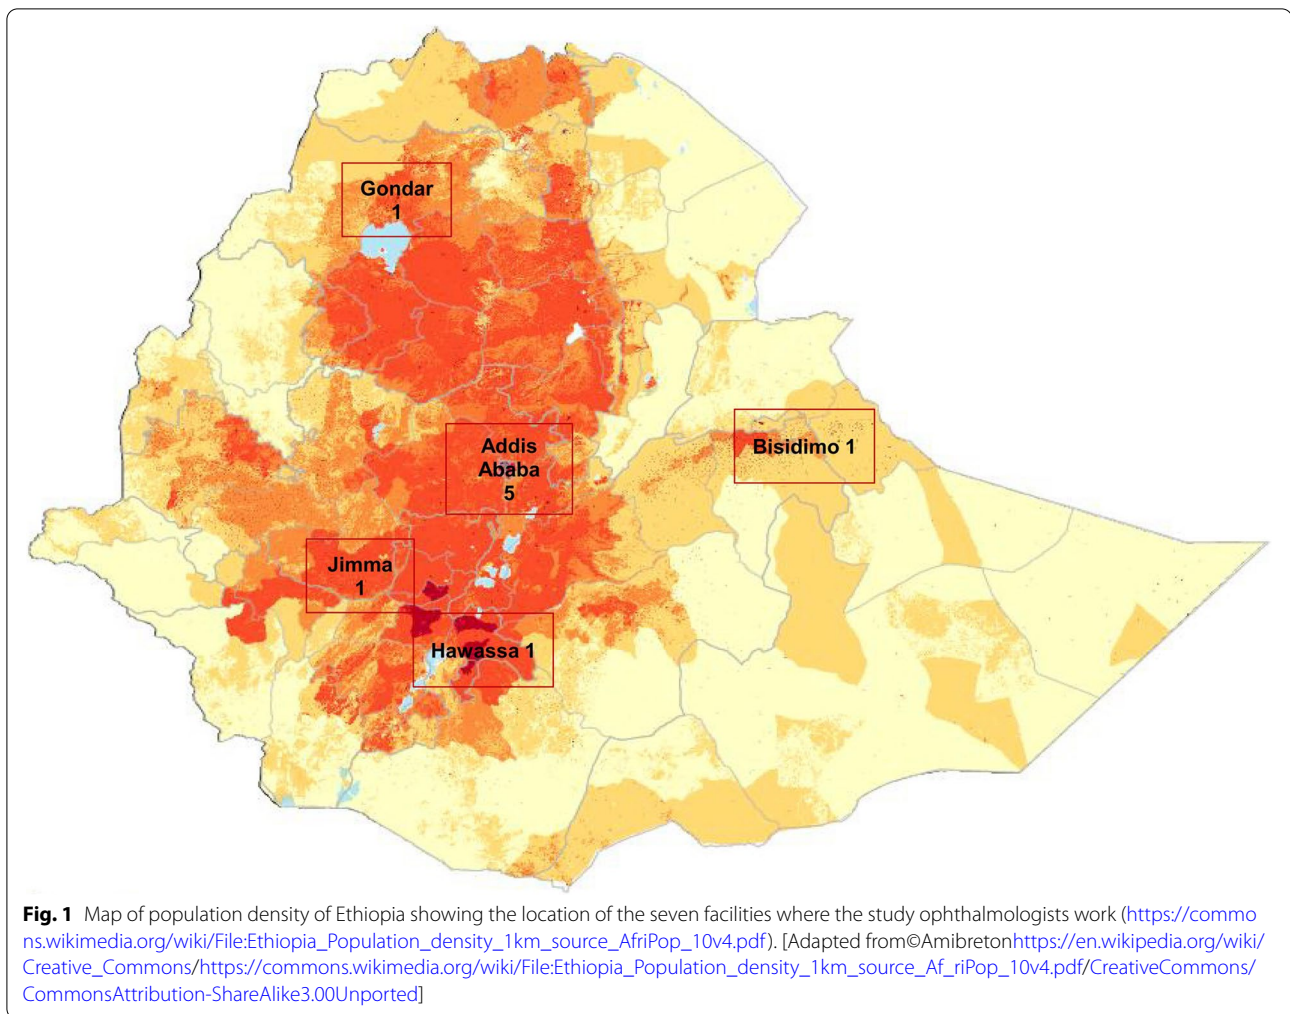 Gondar
1
Addis
Ababa
5
Bisidimo 1
Jimma
1
Hawassa 1
Fig. 1 Map of population density of Ethiopia showing the location of the seven facilities where the study ophthalmologists work (https://commo
ns.wikimedia.org/wiki/File:Ethiopia_Population_density_1km_source_AfriPop_10v4.pdf). [Adapted from©Amibretonhttps://en.wikipedia.org/wiki/
Creative_Commons/https://commons.wikimedia.org/wiki/File:Ethiopia_Population_density_1km_source_Af_riPop_10v4.pdf/CreativeCommons/
CommonsAttribution-ShareAlike3.00Unported]